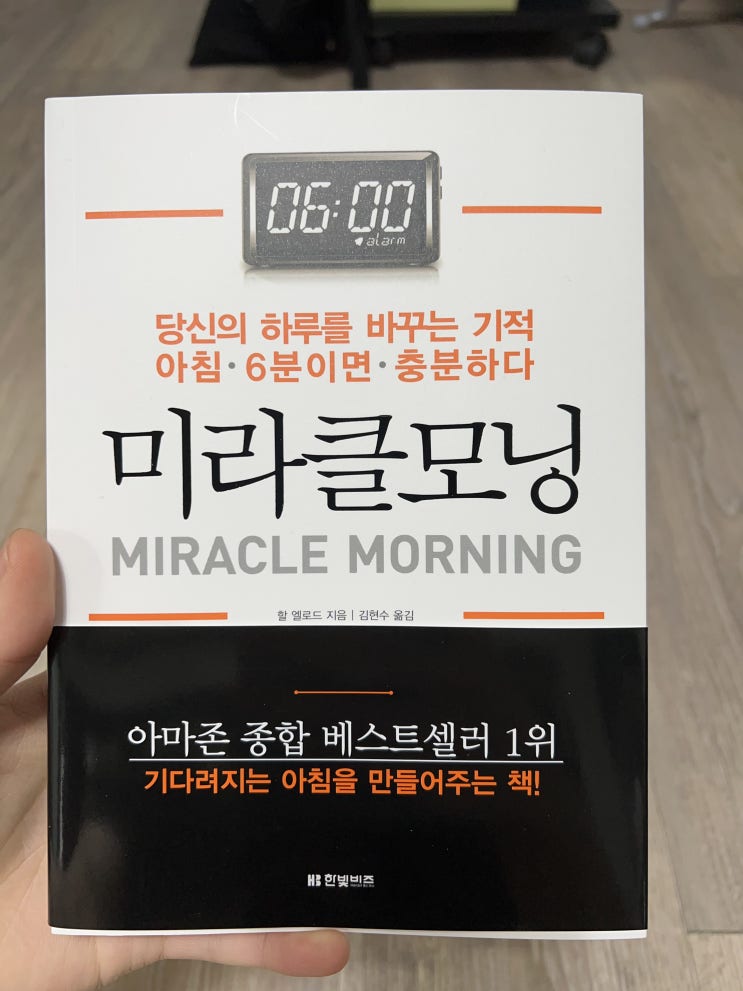 06:00
alarm
당신의 하루를 바꾸는 기적
아침·6분이면·충분하다
미라클모닝
MIRACLE MORNING
할 엘로드 지음 | 김현수 옮김
아마존 종합 베스트셀러 1위
기다려지는 아침을 만들어주는 책!
HB 한빛비즈